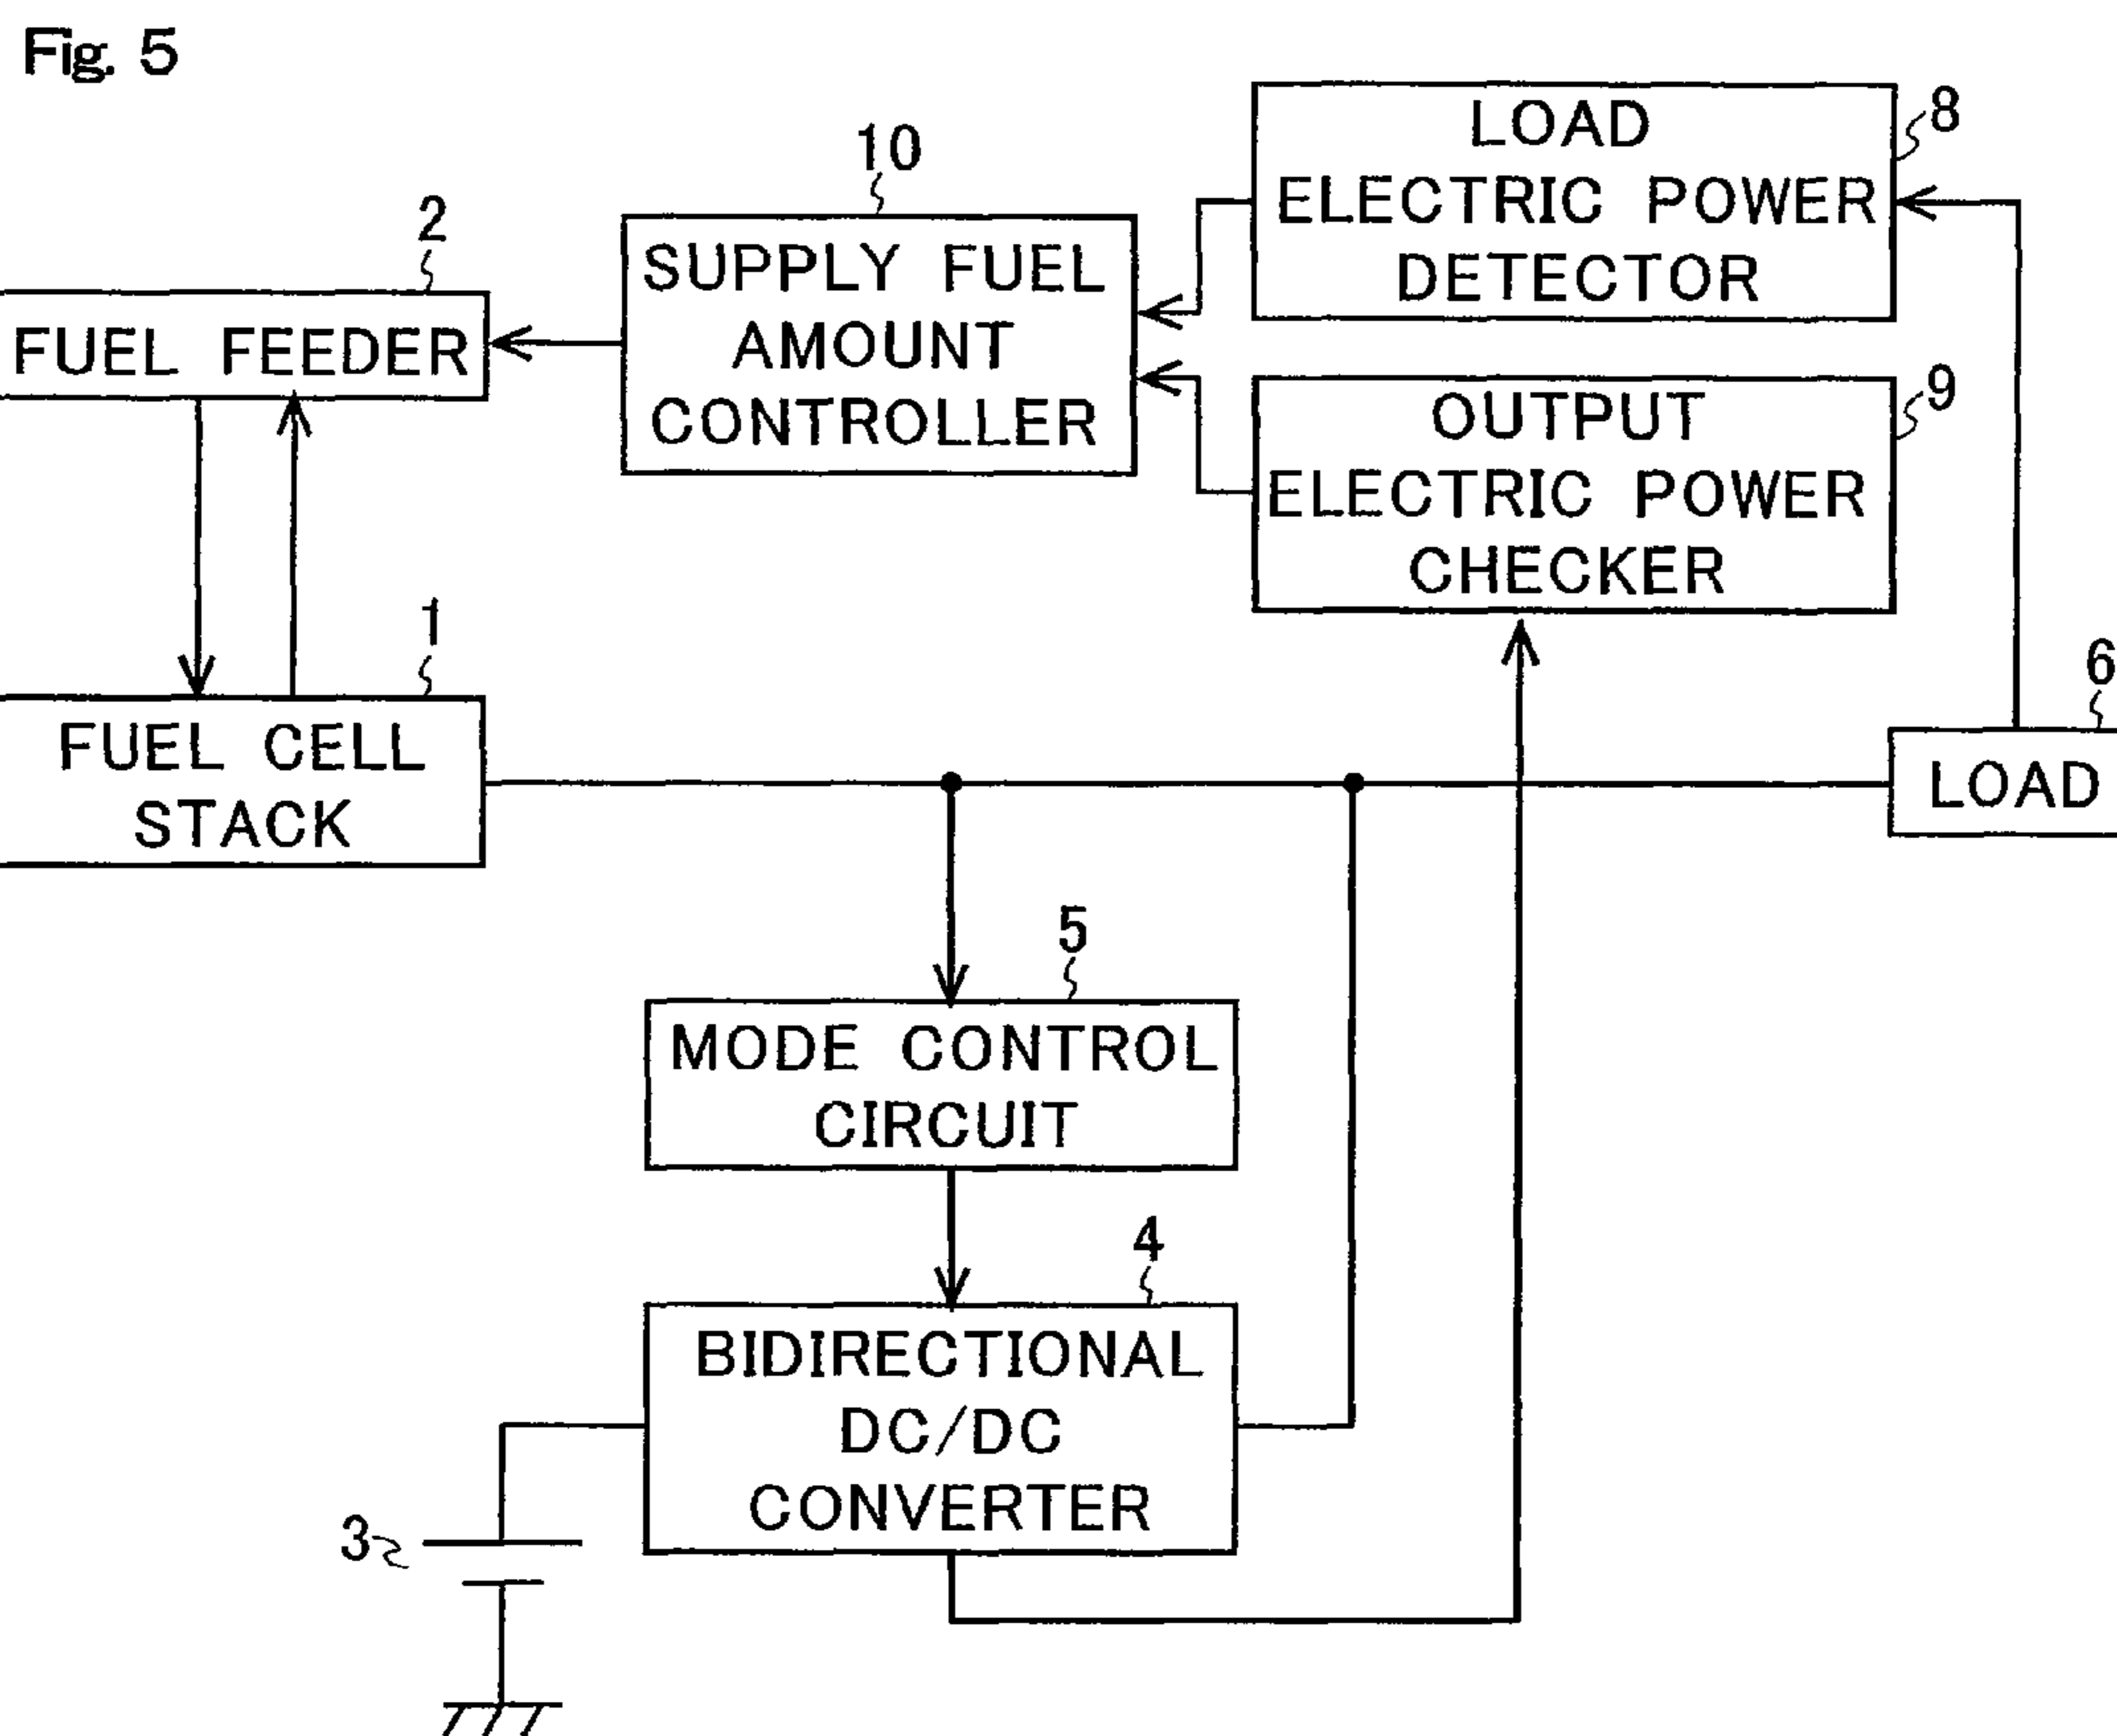 Fig. 5
8
LOAD
ELECTRIC POWER
DETECTOR
10
SUPPLY FUEL
AMOUNT
CONTROLLER
2
FUEL FEEDER
9
OUTPUT
ELECTRIC POWER
CHECKER
1
FUEL CELL
STACK
6
LOAD
5
MODE CONTROL
CIRCUIT
4
BIDIRECTIONAL
DC/DC
CONVERTER
3